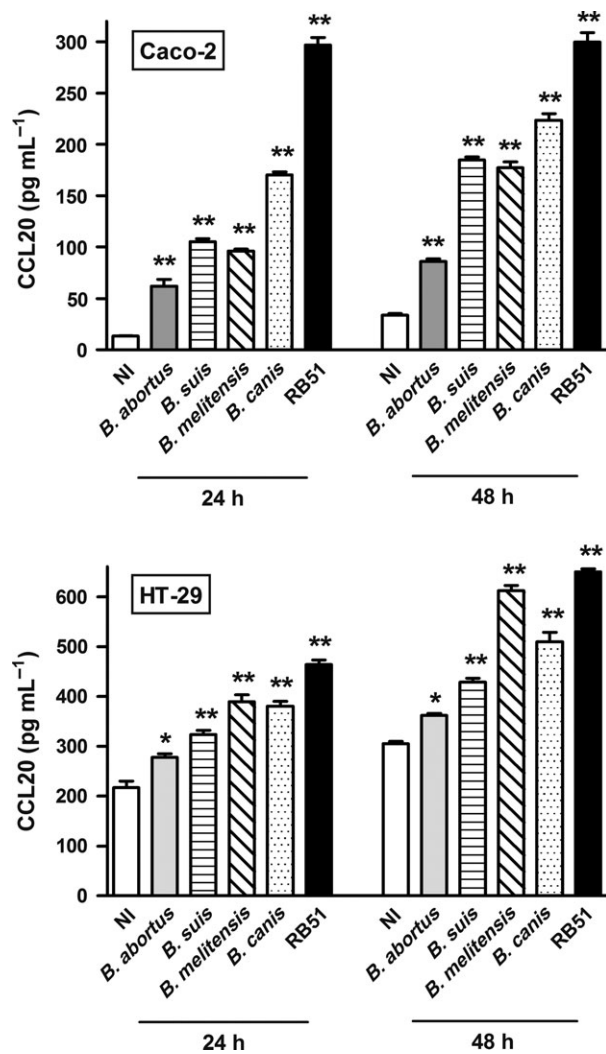 Caco-2
CCL20 (pg mL⁻¹)
300
250
200
150
100
50
0
** ** ** ** **
** ** ** ** **
NI B. abortus B. suis B. melitensis B. canis RB51
NI B. abortus B. suis B. melitensis B. canis RB51
24 h 48 h
HT-29
CCL20 (pg mL⁻¹)
600
500
400
300
200
100
0
* ** ** ** **
* ** ** ** **
NI B. abortus B. suis B. melitensis B. canis RB51
NI B. abortus B. suis B. melitensis B. canis RB51
24 h 48 h